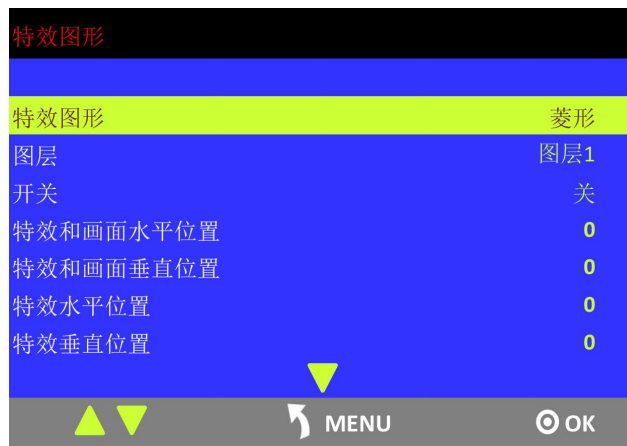 特效图形
特效图形 菱形
图层 图层1
开关 关
特效和画面水平位置 0
特效和画面垂直位置 0
特效水平位置 0
特效垂直位置 0
MENU OK